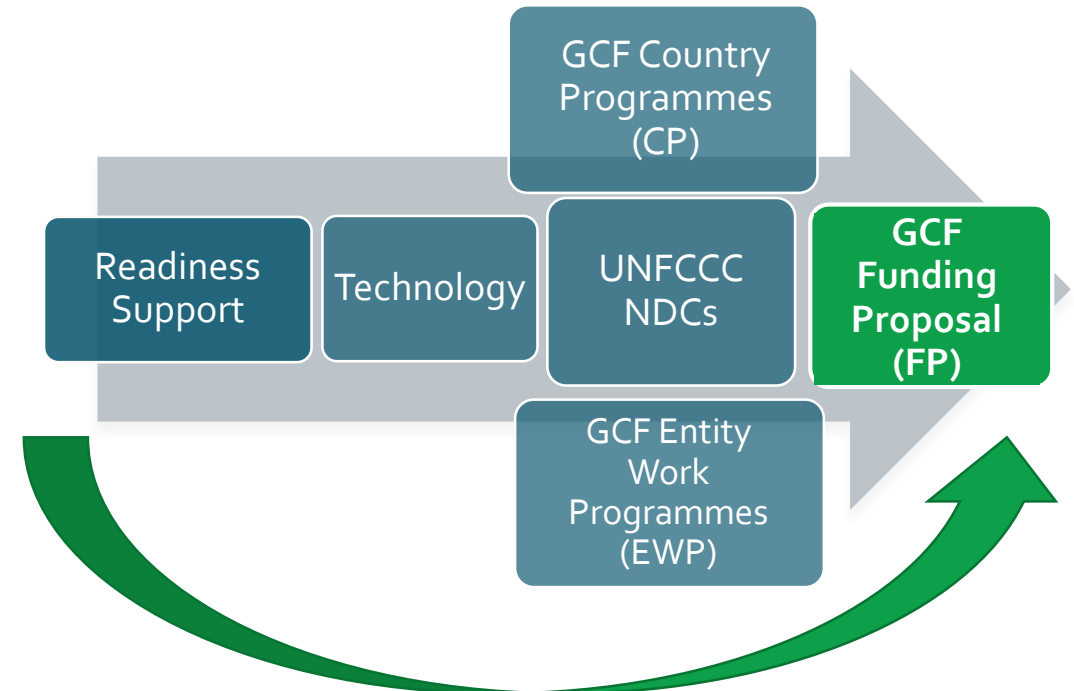 GCF Country
Programmes
(CP)
Readiness
Support
Technology
UNFCCC
NDCs
GCF
Funding
Proposal
(FP)
GCF Entity
Work
Programmes
(EWP)